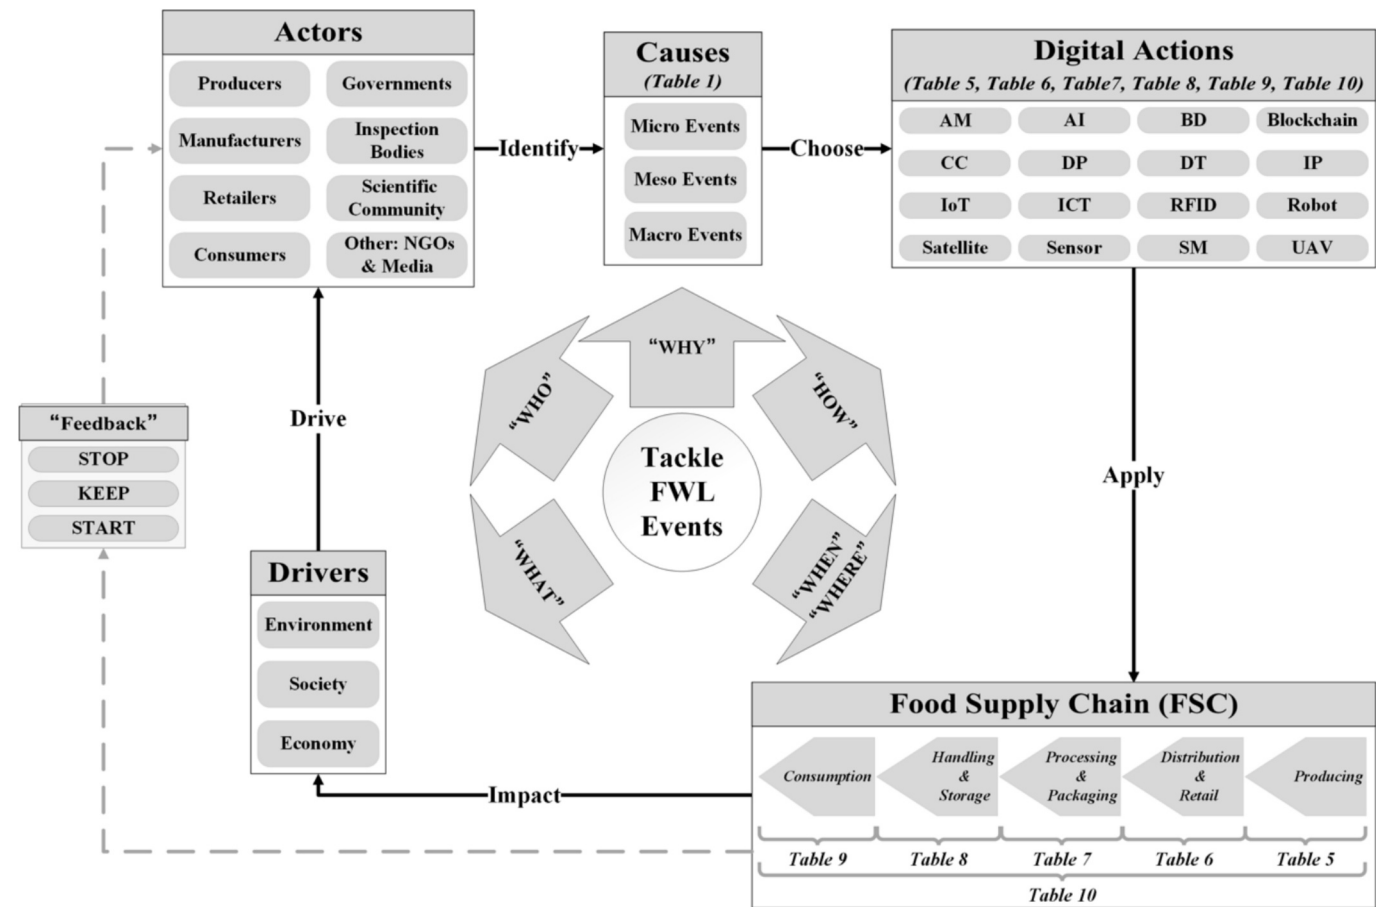 Actors
Producers
Governments
Manufacturers
Inspection
Bodies
Retailers
Scientific
Community
Consumers
Other: NGOs
& Media
Identify
Causes
(Table 1)
Micro Events
Meso Events
Macro Events
Choose
Digital Actions
(Table 5, Table 6, Table7, Table 8, Table 9, Table 10)
AM
AI
BD
Blockchain
CC
DP
DT
IP
IoT
ICT
RFID
Robot
Satellite
Sensor
SM
UAV
"WHY"
"WHO"
"HOW"
"WHAT"
"WHEN"
"WHERE"
Tackle
FWL
Events
Drive
Apply
“Feedback”
STOP
KEEP
START
Drivers
Environment
Society
Economy
Impact
Food Supply Chain (FSC)
Consumption
Handling
&
Storage
Processing
&
Packaging
Distribution
&
Retail
Producing
Table 9
Table 8
Table 7
Table 6
Table 5
Table 10